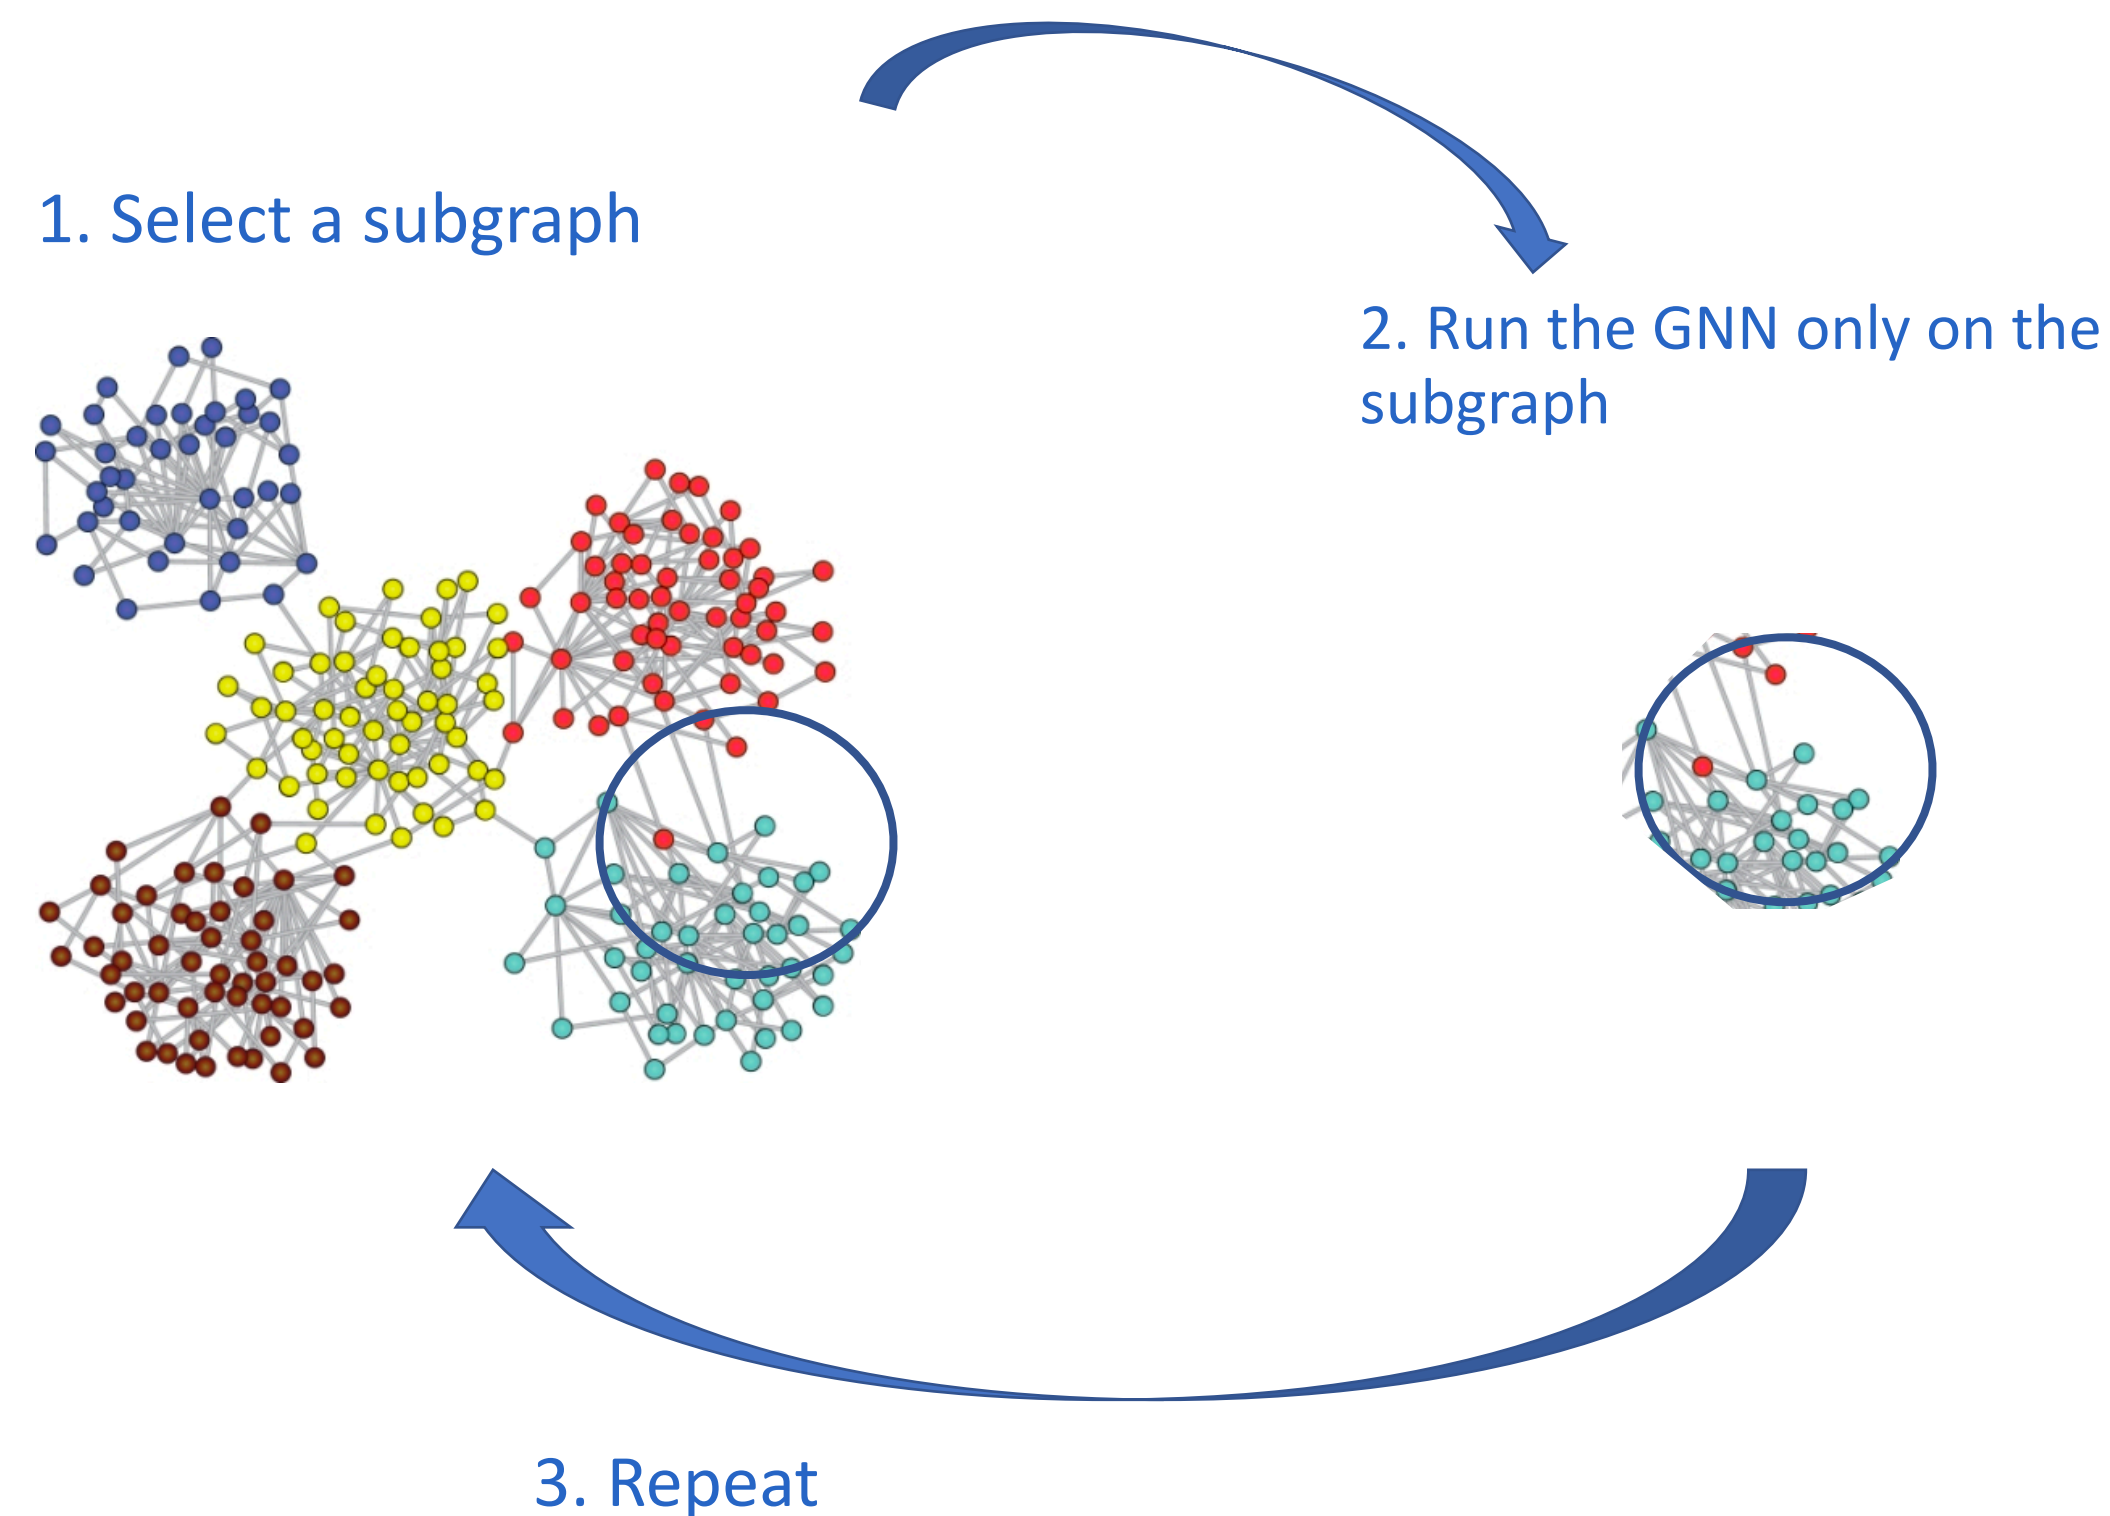 1. Select a subgraph
2. Run the GNN only on the
subgraph
3. Repeat